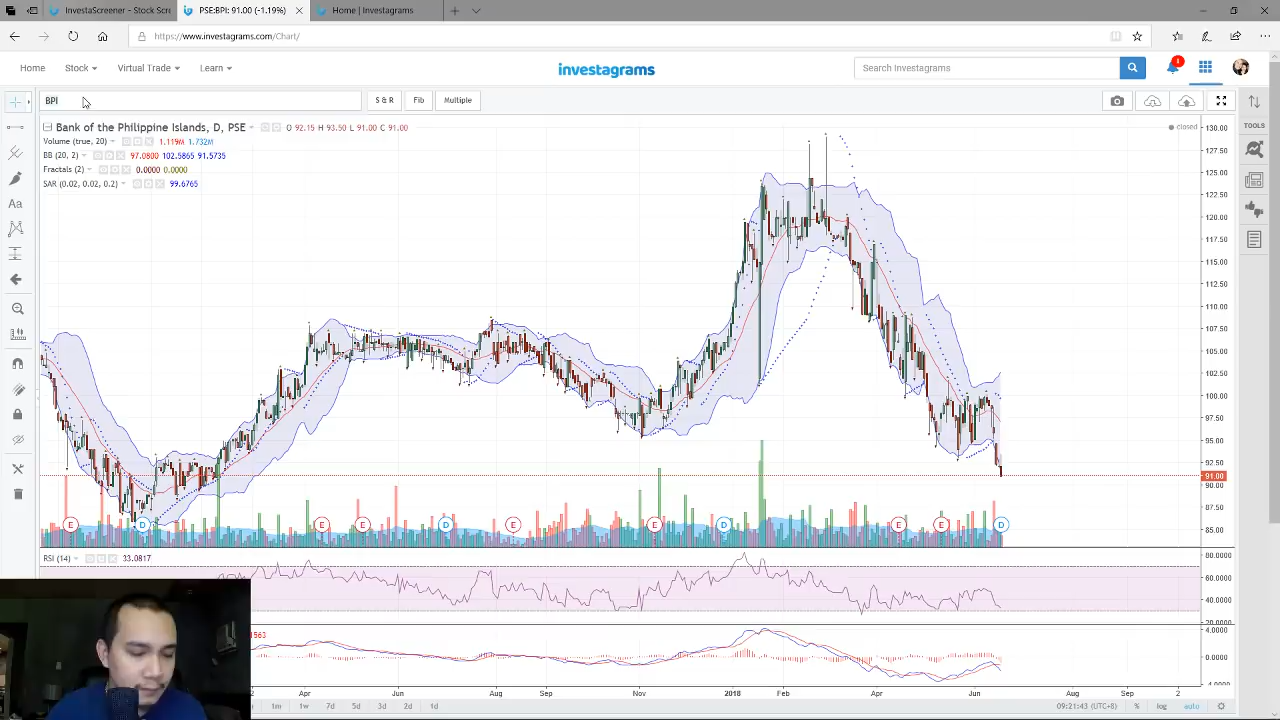 InvestaScreener - Stock Scre
PSE:BPI: 91.00 (-1.19%)
Home | Investagrams
https://www.investagrams.com/Chart/
Home
Stock
Virtual Trade
Learn
investagrams
Search Investagrams
1
BPI
S & R
Fib
Multiple
Bank of the Philippine Islands, D, PSE
O 92.15 H 93.50 L 91.00 C 91.00
closed
Volume (true, 20)
1.119M 1.732M
BB (20, 2)
97.0800 102.5865 91.5735
Fractals (2)
0.0000 0.0000
SAR (0.02, 0.02, 0.2)
99.6765
TOOLS
Aa
130.00
127.50
125.00
122.50
120.00
117.50
115.00
112.50
110.00
107.50
105.00
102.50
100.00
97.50
95.00
92.50
91.00
90.00
87.50
85.00
E D E E D E E D E E D
RSI (14)
33.0817
80.0000
60.0000
40.0000
20.0000
1563
4.0000
0.0000
-4.0000
2 Apr Jun Aug Sep Nov 2018 Feb Apr Jun Aug Sep 2
1m 7d 5d 3d 2d 1d
09:21:43 (UTC+8)
% log auto